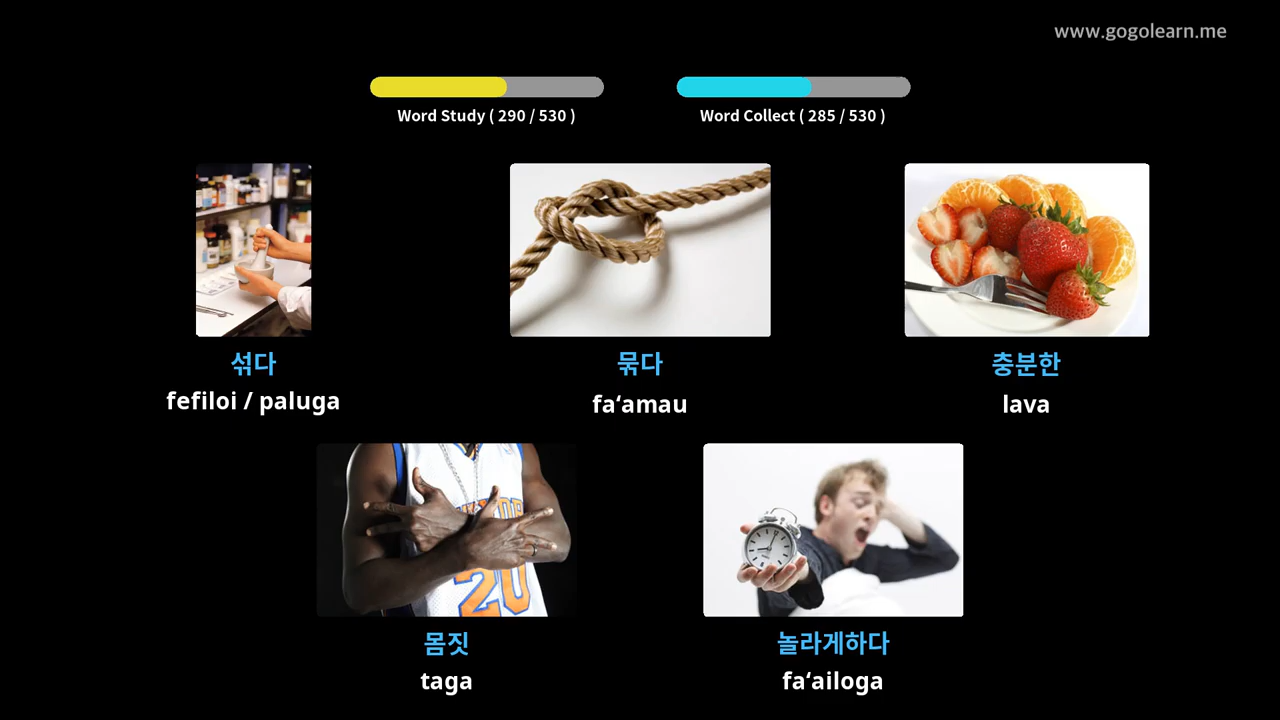 www.gogolearn.me
Word Study ( 290 / 530 )
Word Collect ( 285 / 530 )
섞다
fefiloi / paluga
묶다
fa‘amau
충분한
lava
20
몸짓
taga
놀라게하다
fa‘ailoga